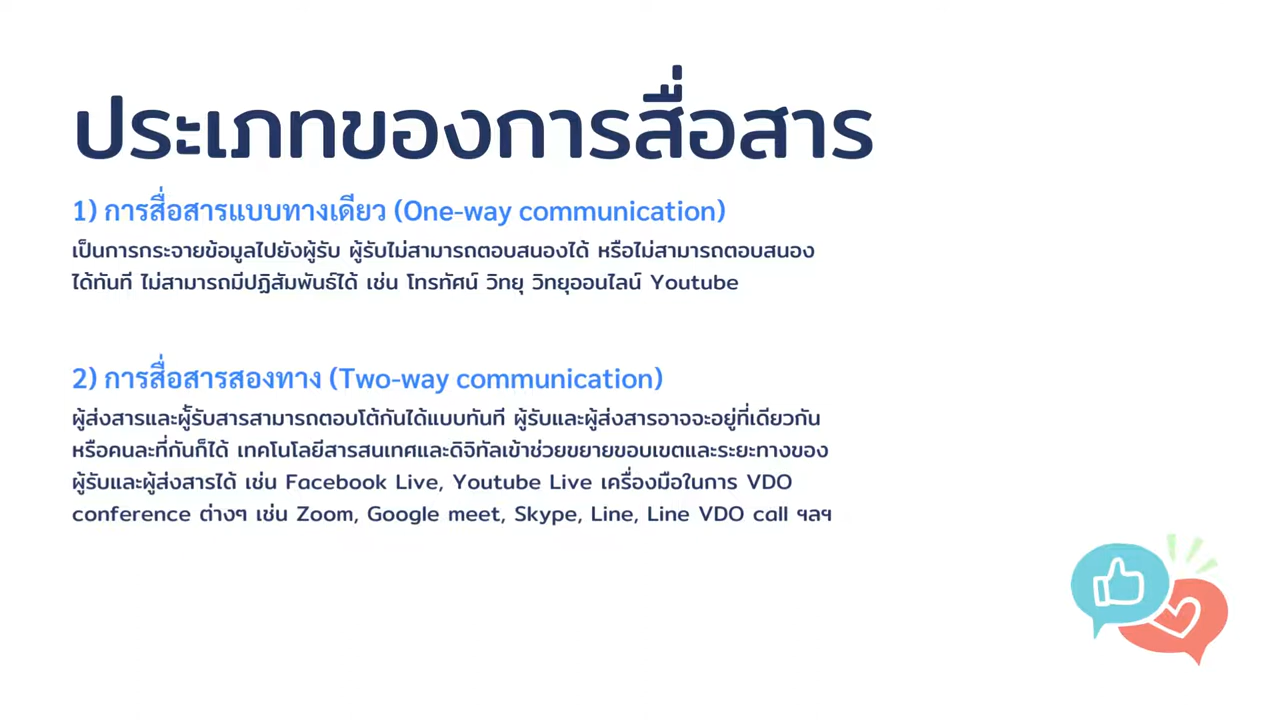 ประเภทของการสื่อสาร
1) การสื่อสารแบบทางเดียว (One-way communication)
เป็นการกระจายข้อมูลไปยังผู้รับ ผู้รับไม่สามารถตอบสนองได้ หรือไม่สามารถตอบสนอง
ได้ทันที ไม่สามารถมีปฏิสัมพันธ์ได้ เช่น โทรทัศน์ วิทยุ วิทยุออนไลน์ Youtube
2) การสื่อสารสองทาง (Two-way communication)
ผู้ส่งสารและผู้ัรับสารสามารถตอบโต้กันได้แบบทันที ผู้รับและผู้ส่งสารอาจจะอยู่ที่เดียวกัน
หรือคนละที่กันก็ได้ เทคโนโลยีสารสนเทศและดิจิทัลเข้าช่วยขยายขอบเขตและระยะทางของ
ผู้รับและผู้ส่งสารได้ เช่น Facebook Live, Youtube Live เครื่องมือในการ VDO
conference ต่างๆ เช่น Zoom, Google meet, Skype, Line, Line VDO call ฯลฯ